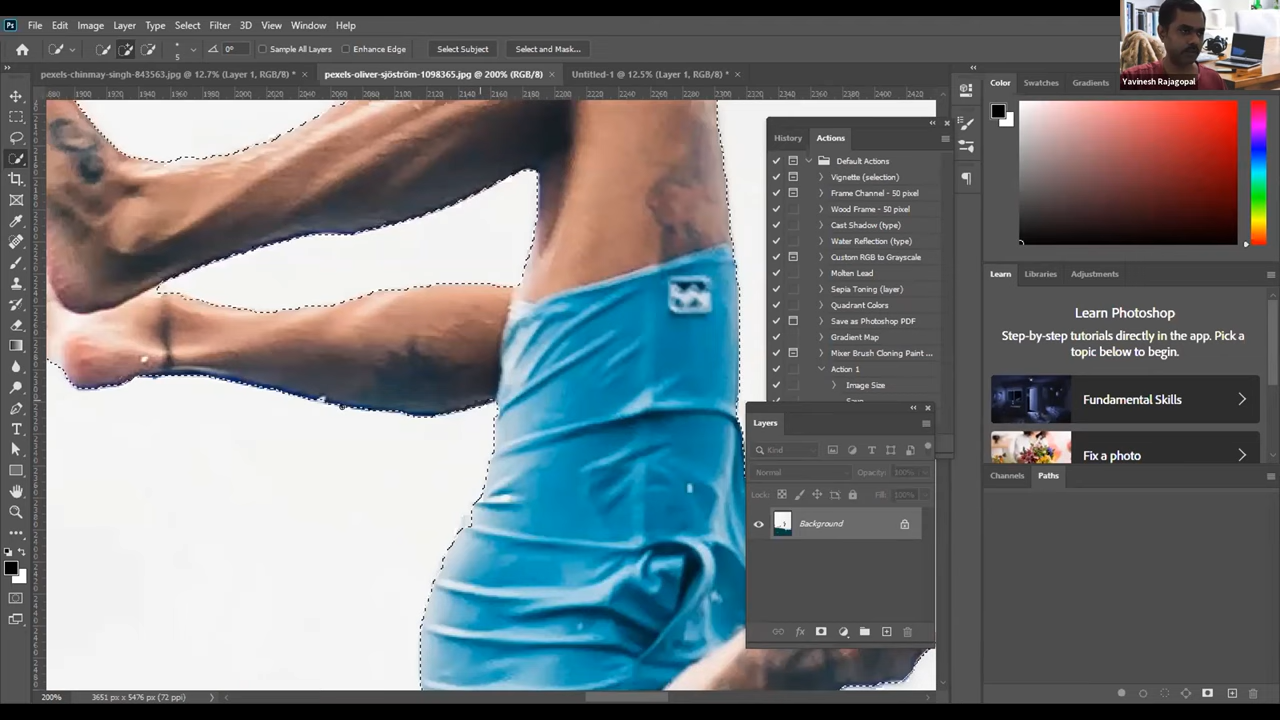 Ps File Edit Image Layer Type Select Filter 3D View Window Help
5 0° Sample All Layers Enhance Edge Select Subject Select and Mask...
pexels-chinmay-singh-843563.jpg @ 12.7% (Layer 1, RGB/8) * × pexels-oliver-sjöström-1098365.jpg @ 200% (RGB/8) × Untitled-1 @ 12.5% (Layer 1, RGB/8) * ×
1900 1920 1940 1960 1980 2000 2020 2040 2060 2080 2100 2120 2140 2160 2180 2200 2220 2240 2260 2280 2300 2320 2340 2360 2380 2400 2420
Yavinesh Rajagopal
Color Swatches Gradients
History Actions
Default Actions
Vignette (selection)
Frame Channel - 50 pixel
Wood Frame - 50 pixel
Cast Shadow (type)
Water Reflection (type)
Custom RGB to Grayscale
Molten Lead
Sepia Toning (layer)
Quadrant Colors
Save as Photoshop PDF
Gradient Map
Mixer Brush Cloning Paint ...
Action 1
Image Size
Learn Libraries Adjustments
Learn Photoshop
Step-by-step tutorials directly in the app. Pick
a topic below to begin.
Fundamental Skills
Fix a photo
Layers
Kind
Normal Opacity: 100%
Lock: Fill: 100%
Background
Channels Paths
200% 3651 px x 5476 px (72 ppi)